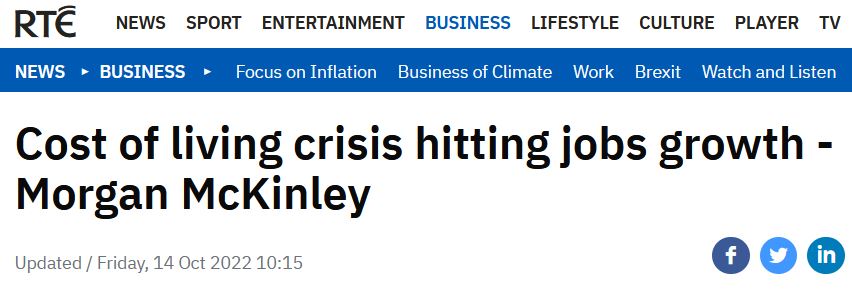 RTÉ NEWS SPORT ENTERTAINMENT BUSINESS LIFESTYLE CULTURE PLAYER TV
NEWS ▸ BUSINESS ▸ Focus on Inflation Business of Climate Work Brexit Watch and Listen
Cost of living crisis hitting jobs growth -
Morgan McKinley
Updated / Friday, 14 Oct 2022 10:15
f in